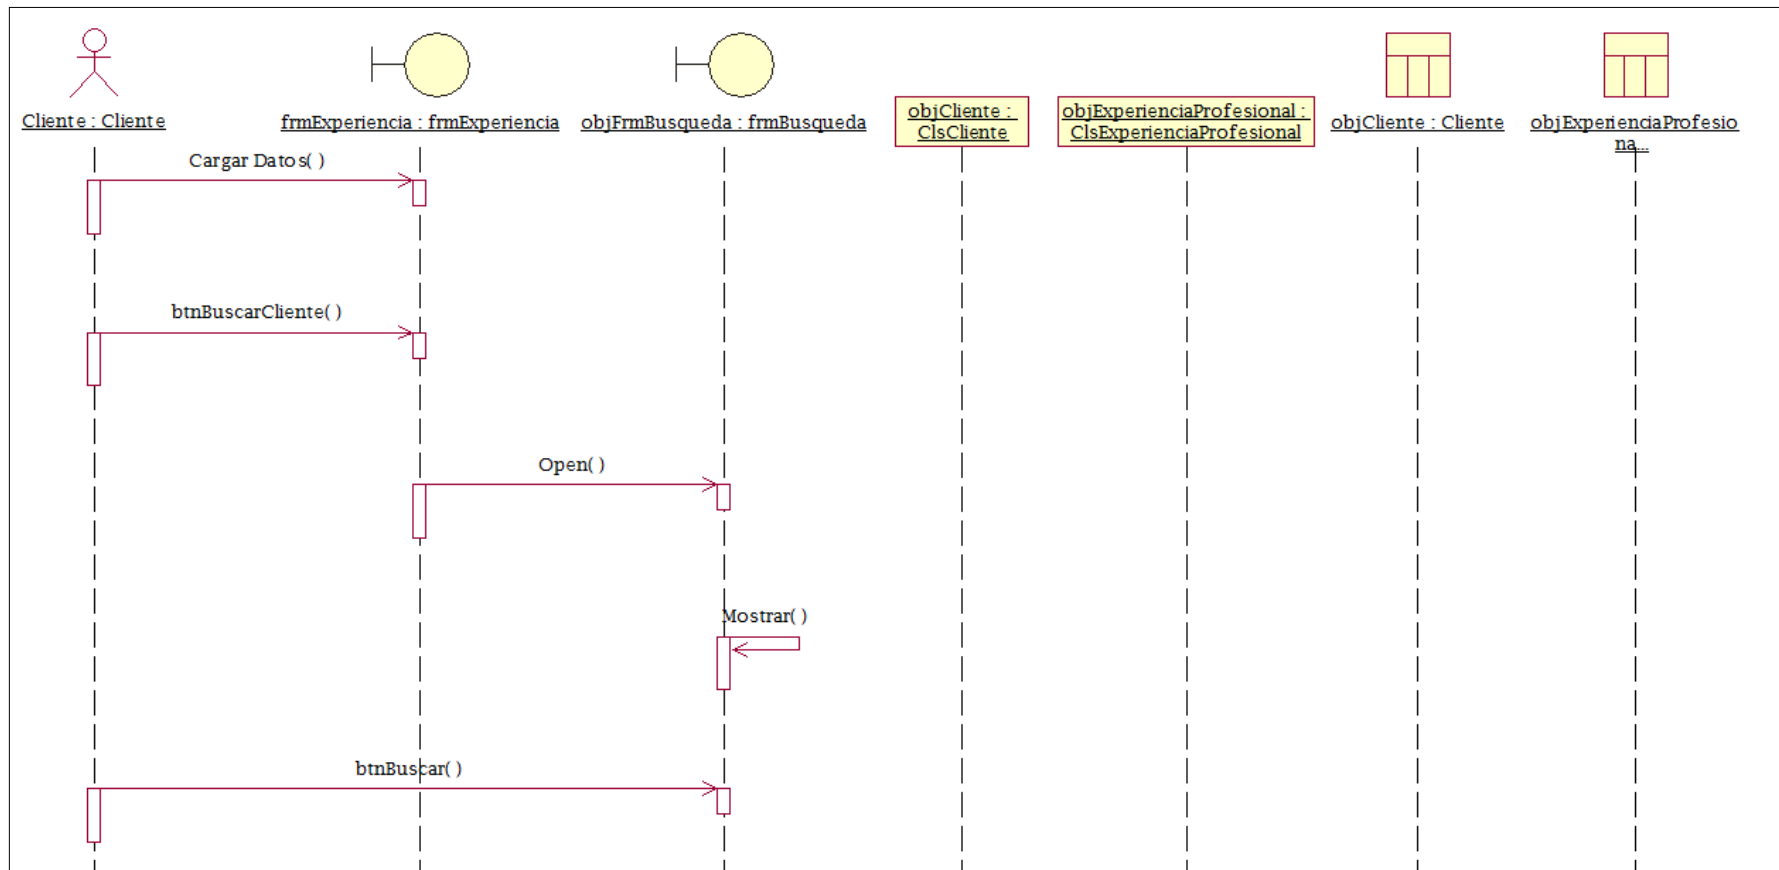 Cliente : Cliente
frmExperiencia : frmExperiencia
objFrmBusqueda : frmBusqueda
objCliente :
ClsCliente
objExperienciaProfesional :
ClsExperienciaProfesional
objCliente : Cliente
objExperienciaProfesio
na...
Cargar Datos( )
btnBuscarCliente( )
Open( )
Mostrar( )
btnBuscar( )